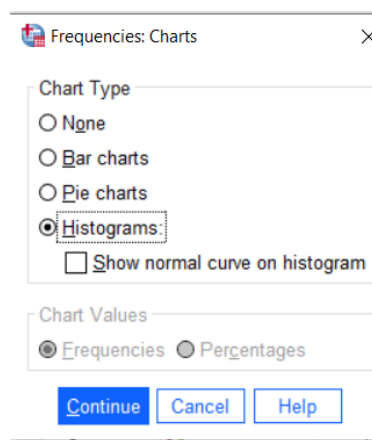 Frequencies: Charts
Chart Type
None
Bar charts
Pie charts
Histograms:
Show normal curve on histogram
Chart Values
Frequencies Percentages
Continue Cancel Help